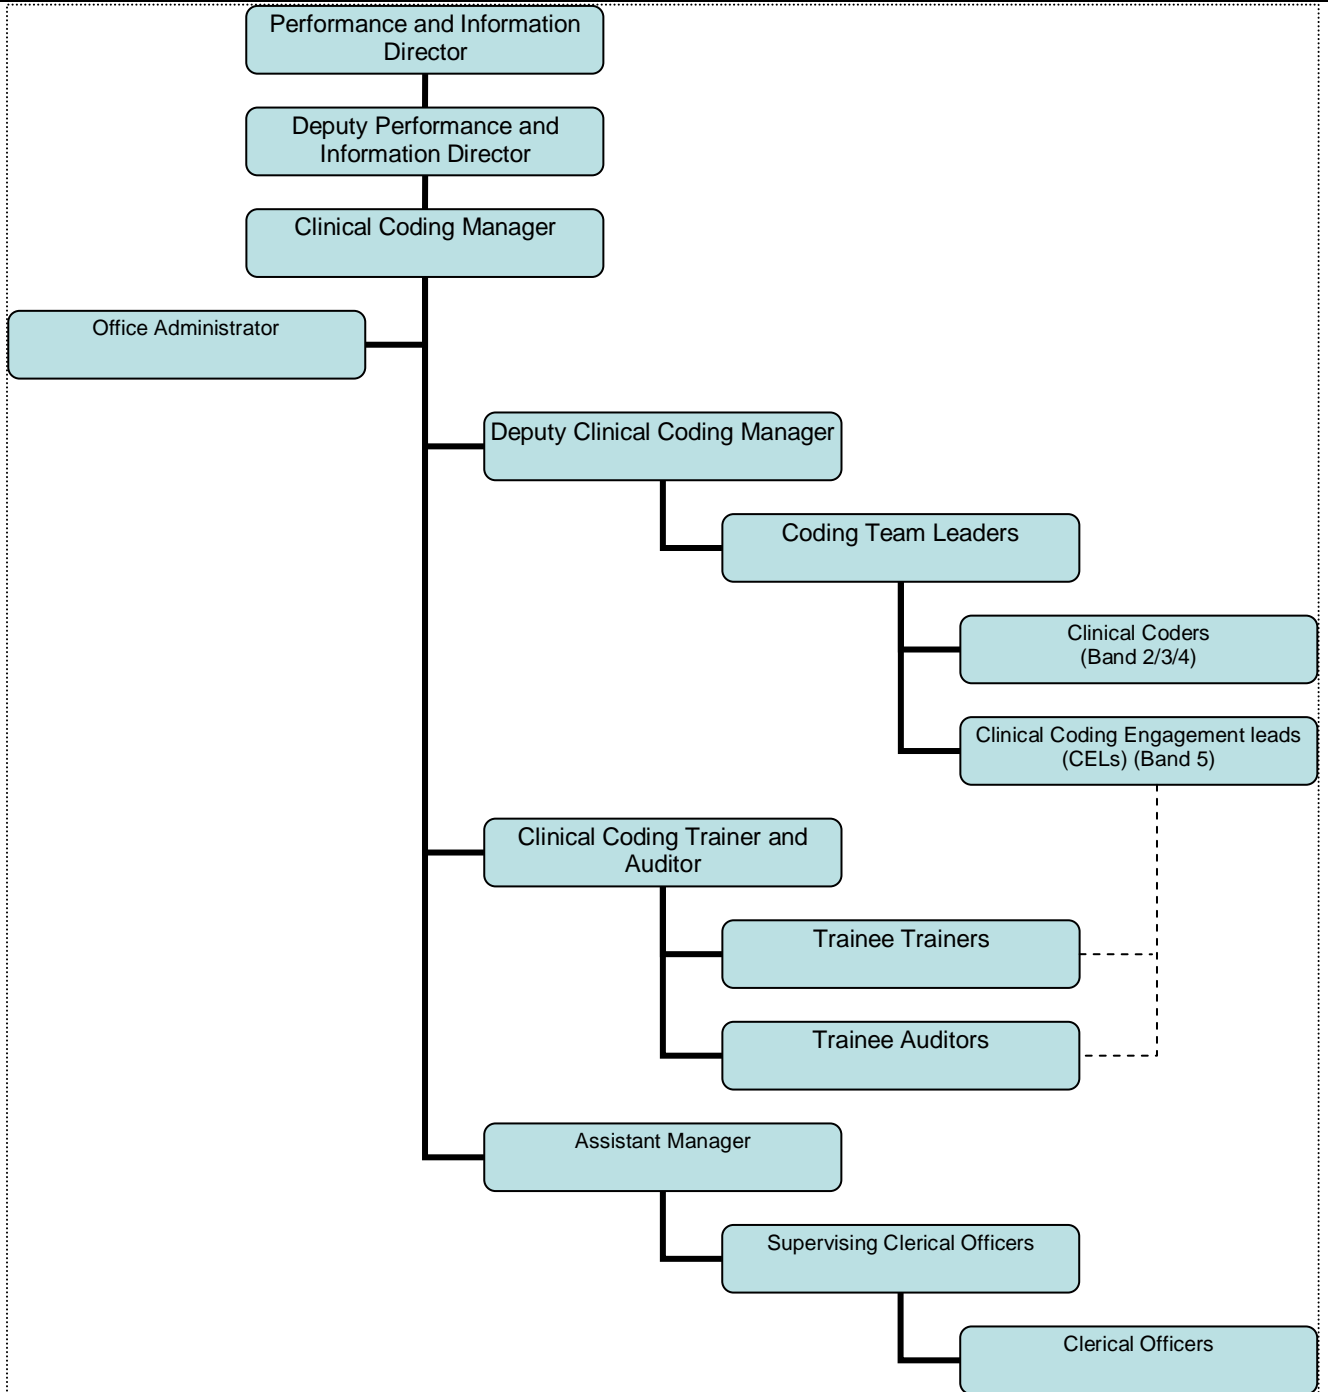 Performance and Information
Director
Deputy Performance and
Information Director
Clinical Coding Manager
Office Administrator
Deputy Clinical Coding Manager
Coding Team Leaders
Clinical Coders
(Band 2/3/4)
Clinical Coding Engagement leads
(CELs) (Band 5)
Clinical Coding Trainer and
Auditor
Trainee Trainers
Trainee Auditors
Assistant Manager
Supervising Clerical Officers
Clerical Officers